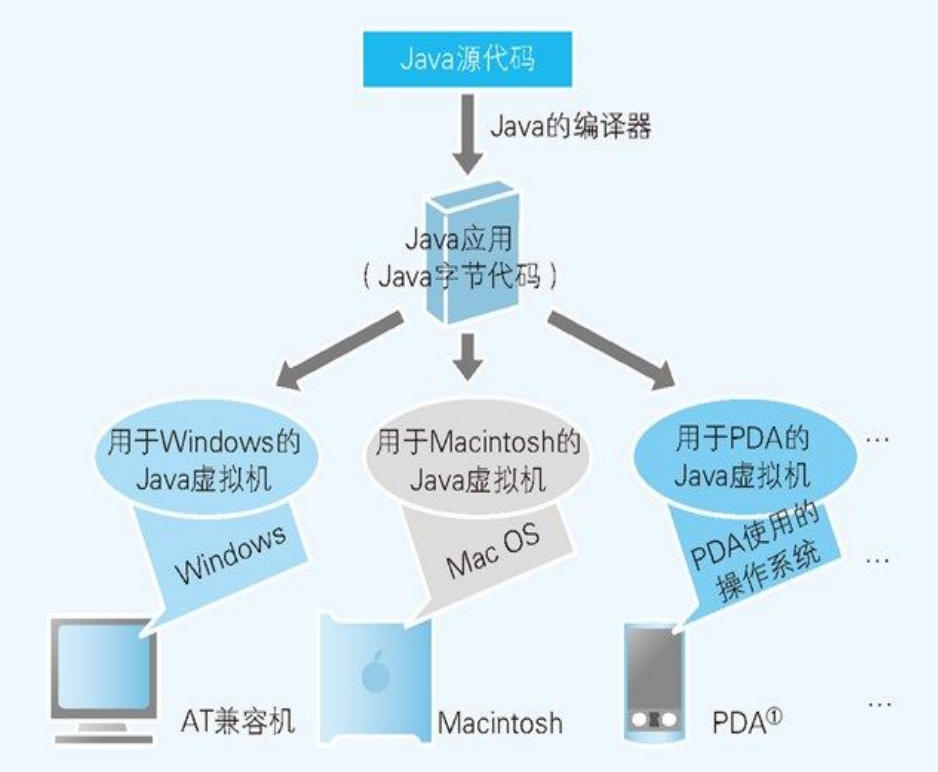 Java源代码
Java的编译器
Java应用
（Java字节代码）
用于Windows的
Java虚拟机
用于Macintosh的
Java虚拟机
用于PDA的
Java虚拟机
…
Windows
Mac OS
PDA使用的
操作系统
…
AT兼容机
Macintosh
PDA①
…